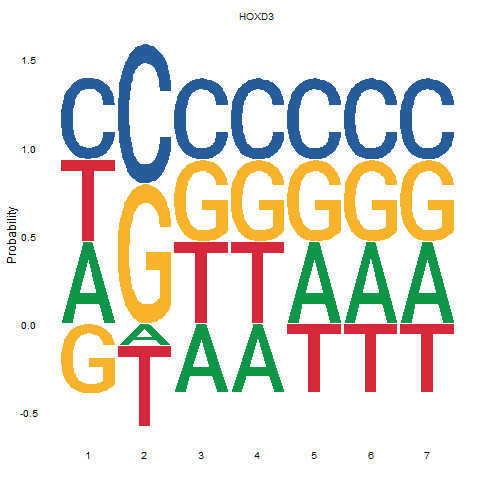 HOXD3
Probability
1.5
1.0
0.5
0.0
-0.5
C C C C C C C
T G G G G G G
A A T T A A A
G T A A T T T
1 2 3 4 5 6 7